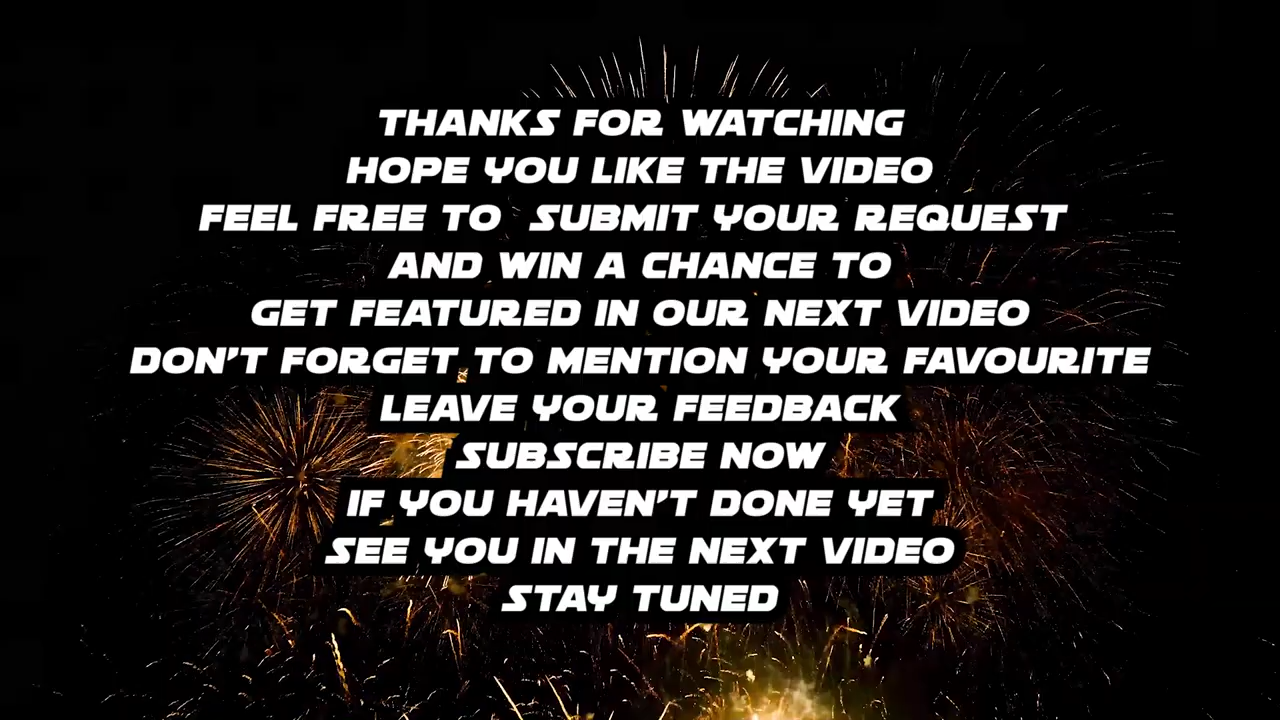 THANKS FOR WATCHING
HOPE YOU LIKE THE VIDEO
FEEL FREE TO  SUBMIT YOUR REQUEST
AND WIN A CHANCE TO
GET FEATURED IN OUR NEXT VIDEO
DON'T FORGET TO MENTION YOUR FAVOURITE
LEAVE YOUR FEEDBACK
SUBSCRIBE NOW
IF YOU HAVEN'T DONE YET
SEE YOU IN THE NEXT VIDEO
STAY TUNED